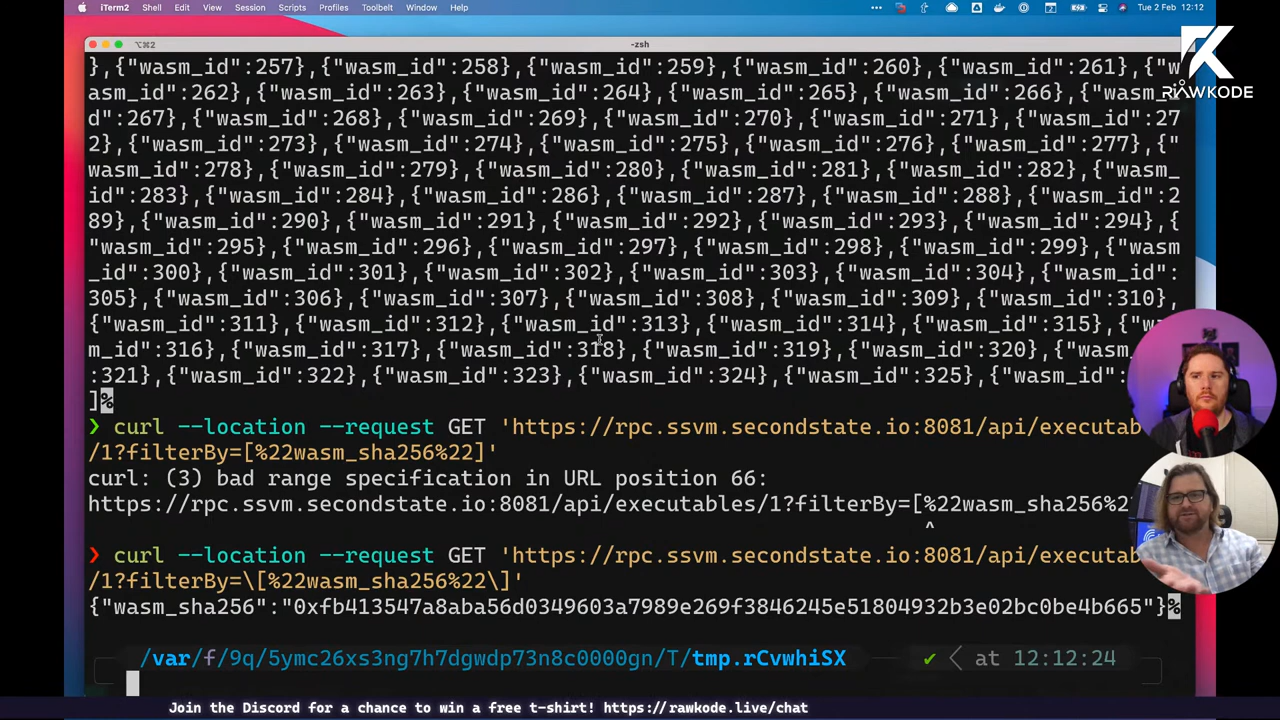 iTerm2 Shell Edit View Session Scripts Profiles Toolbelt Window Help
Tue 2 Feb 12:12
⌥⌘2
-zsh
RAWKODE
},{"wasm_id":257},{"wasm_id":258},{"wasm_id":259},{"wasm_id":260},{"wasm_id":261},{"w
asm_id":262},{"wasm_id":263},{"wasm_id":264},{"wasm_id":265},{"wasm_id":266},{"wasm_i
d":267},{"wasm_id":268},{"wasm_id":269},{"wasm_id":270},{"wasm_id":271},{"wasm_id":27
2},{"wasm_id":273},{"wasm_id":274},{"wasm_id":275},{"wasm_id":276},{"wasm_id":277},{"
wasm_id":278},{"wasm_id":279},{"wasm_id":280},{"wasm_id":281},{"wasm_id":282},{"wasm_
id":283},{"wasm_id":284},{"wasm_id":286},{"wasm_id":287},{"wasm_id":288},{"wasm_id":2
89},{"wasm_id":290},{"wasm_id":291},{"wasm_id":292},{"wasm_id":293},{"wasm_id":294},{
"wasm_id":295},{"wasm_id":296},{"wasm_id":297},{"wasm_id":298},{"wasm_id":299},{"wasm
_id":300},{"wasm_id":301},{"wasm_id":302},{"wasm_id":303},{"wasm_id":304},{"wasm_id":
305},{"wasm_id":306},{"wasm_id":307},{"wasm_id":308},{"wasm_id":309},{"wasm_id":310},
{"wasm_id":311},{"wasm_id":312},{"wasm_id":313},{"wasm_id":314},{"wasm_id":315},{"wa
m_id":316},{"wasm_id":317},{"wasm_id":318},{"wasm_id":319},{"wasm_id":320},{"wasm_
:321},{"wasm_id":322},{"wasm_id":323},{"wasm_id":324},{"wasm_id":325},{"wasm_id":
]%
❯ curl --location --request GET 'https://rpc.ssvm.secondstate.io:8081/api/executab
/1?filterBy=[%22wasm_sha256%22]'
curl: (3) bad range specification in URL position 66:
https://rpc.ssvm.secondstate.io:8081/api/executables/1?filterBy=[%22wasm_sha256%2
^
❯ curl --location --request GET 'https://rpc.ssvm.secondstate.io:8081/api/executab
/1?filterBy=\[%22wasm_sha256%22\]'
{"wasm_sha256":"0xfb413547a8aba56d0349603a7989e269f3846245e51804932b3e02bc0be4b665"}%
/var/f/9q/5ymc26xs3ng7h7dgwdp73n8c0000gn/T/tmp.rCvwhiSX ✔ at 12:12:24
Join the Discord for a chance to win a free t-shirt! https://rawkode.live/chat